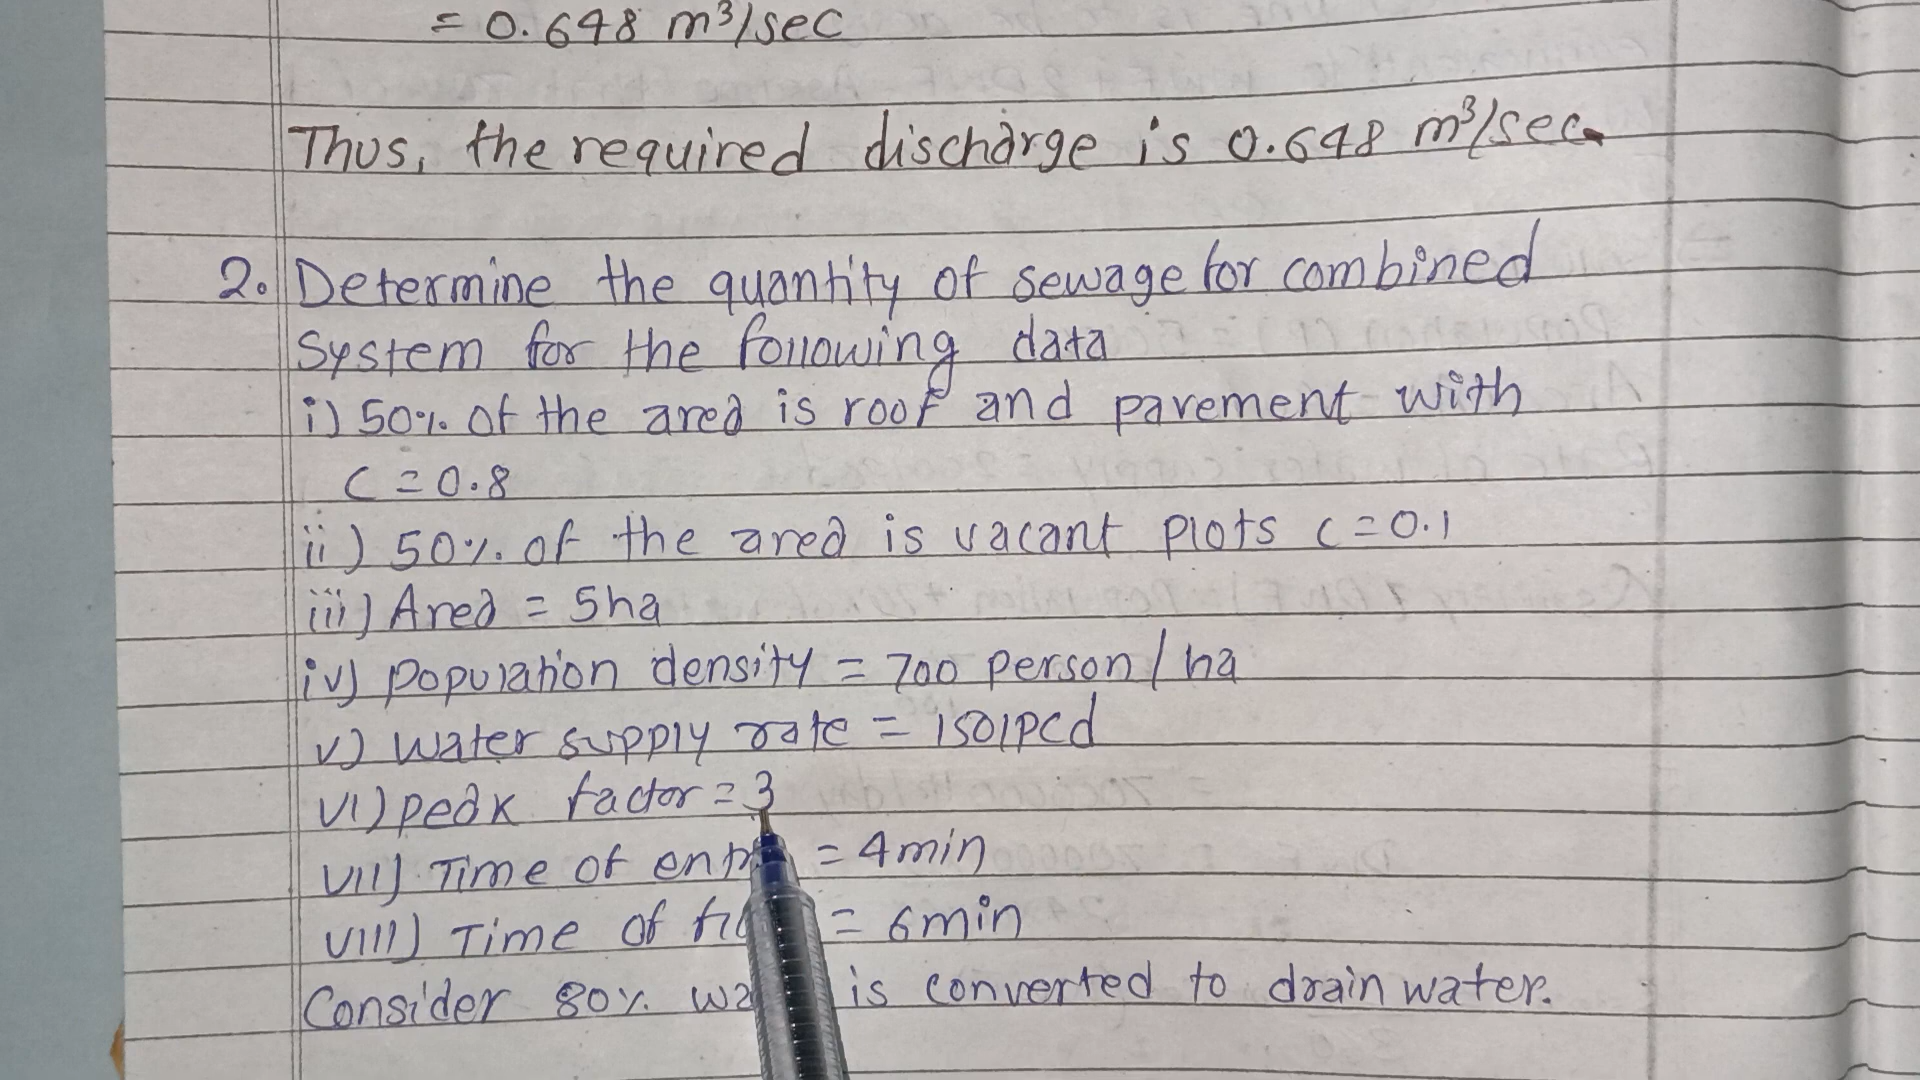 = 0.648 m³/sec
Thus, the required discharge is 0.648 m³/sec.
2. Determine the quantity of sewage for combined
System for the following data
i) 50% of the area is roof and pavement with
C = 0.8
ii) 50% of the area is vacant plots C = 0.1
iii) Area = 5ha
iv) population density = 700 person / ha
v) water supply rate = 150lpcd
vi) peak factor = 3
vii) Time of = 4min
viii) Time of = 6min
Consider 80% is converted to drain water.